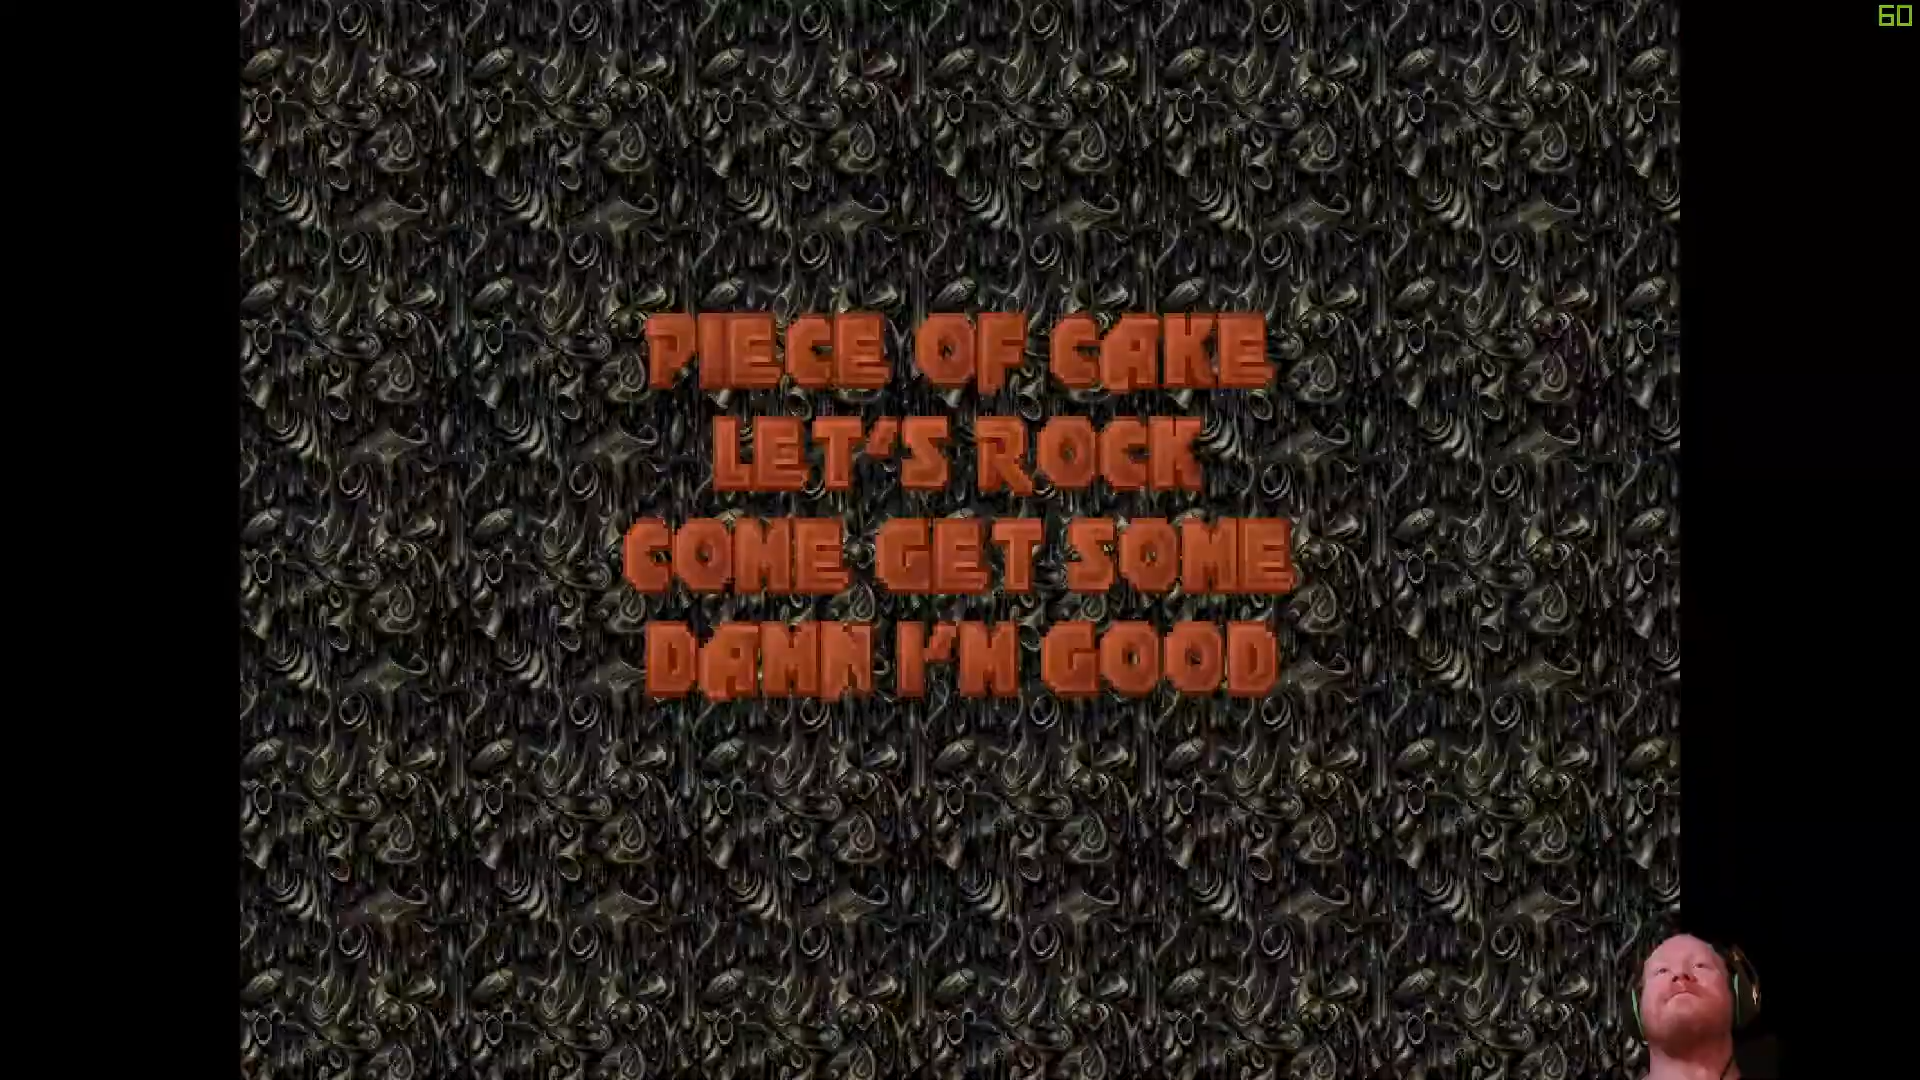 60
PIECE OF CAKE
LET'S ROCK
COME GET SOME
DAMN I'M GOOD